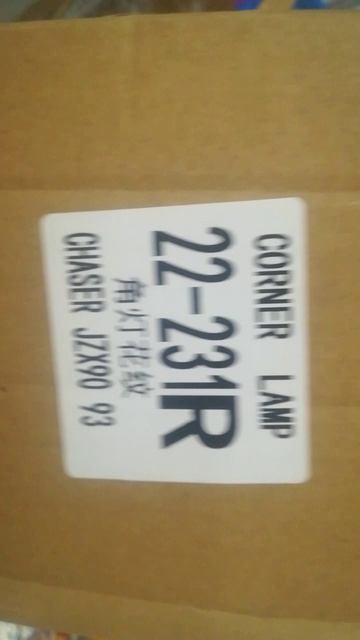 CORNER LAMP
22-231R
角灯花纹
CHASER JZX90 93